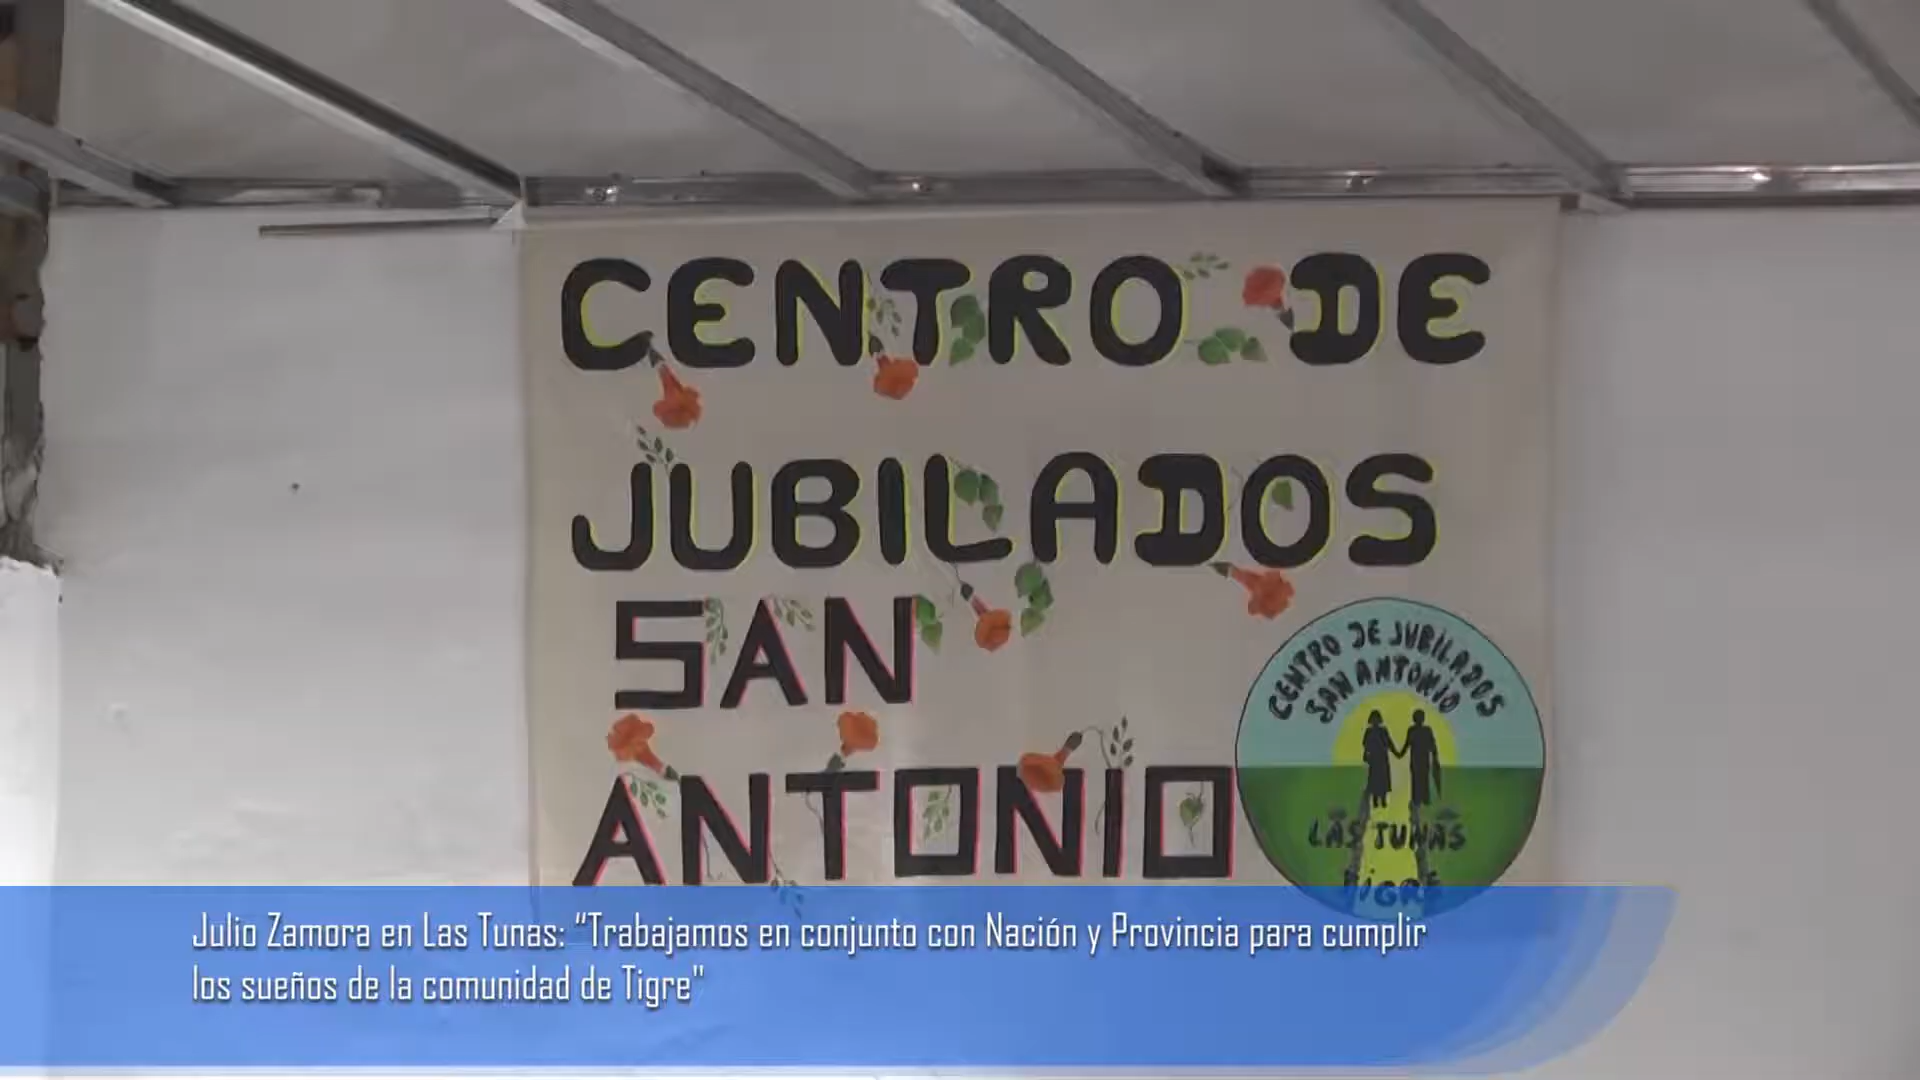 CENTRO DE
JUBILADOS
SAN
ANTONIO
CENTRO DE JUBILADOS
SAN ANTONIO
LAS TUNAS
TIGRE
Julio Zamora en Las Tunas: “Trabajamos en conjunto con Nación y Provincia para cumplir
los sueños de la comunidad de Tigre"